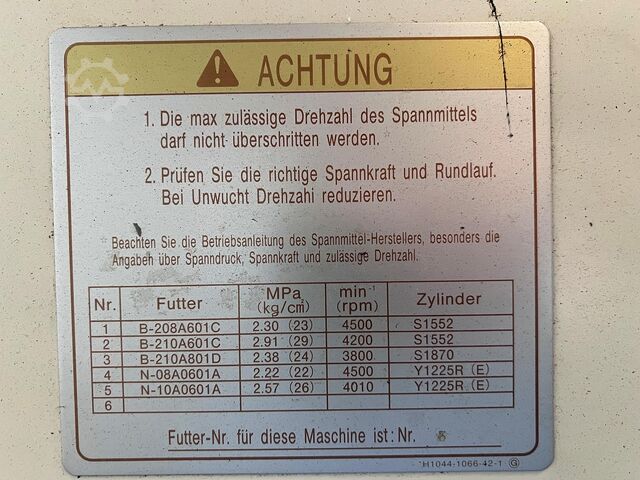 ACHTUNG
1. Die max zulässige Drehzahl des Spannmittels
darf nicht überschritten werden.
2. Prüfen Sie die richtige Spannkraft und Rundlauf.
Bei Unwucht Drehzahl reduzieren.
Beachten Sie die Betriebsanleitung des Spannmittel-Herstellers, besonders die
Angaben über Spanndruck, Spannkraft und zulässige Drehzahl.
Nr. Futter MPa (kg/cm²) min⁻¹ (rpm) Zylinder
1 B-208A601C 2.30 (23) 4500 S1552
2 B-210A601C 2.91 (29) 4200 S1552
3 B-210A801D 2.38 (24) 3800 S1870
4 N-08A0601A 2.22 (22) 4500 Y1225R (E)
5 N-10A0601A 2.57 (26) 4010 Y1225R (E)
6
Futter-Nr. für diese Maschine ist: Nr.
H1044-1066-42-1 G